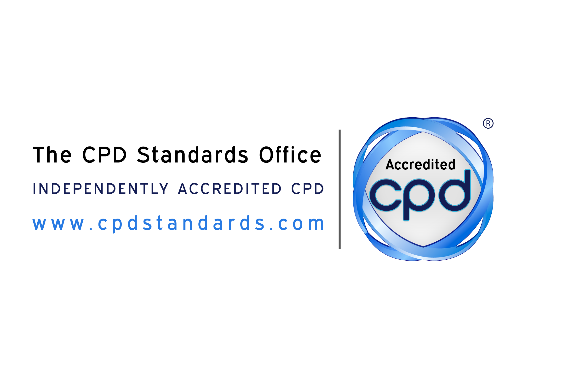 The CPD Standards Office
INDEPENDENTLY ACCREDITED CPD
www.cpdstandards.com
®
Accredited
cpd